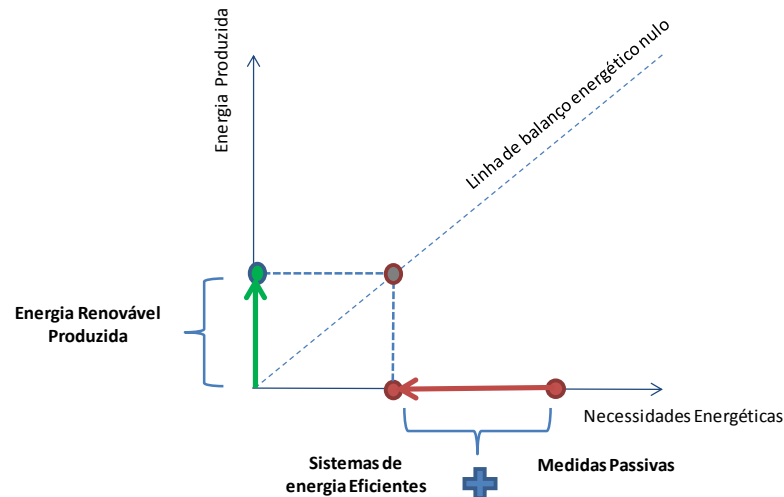 Energia Produzida
Linha de balanço energético nulo
Energia Renovável
Produzida
Necessidades Energéticas
Sistemas de
energia Eficientes
Medidas Passivas